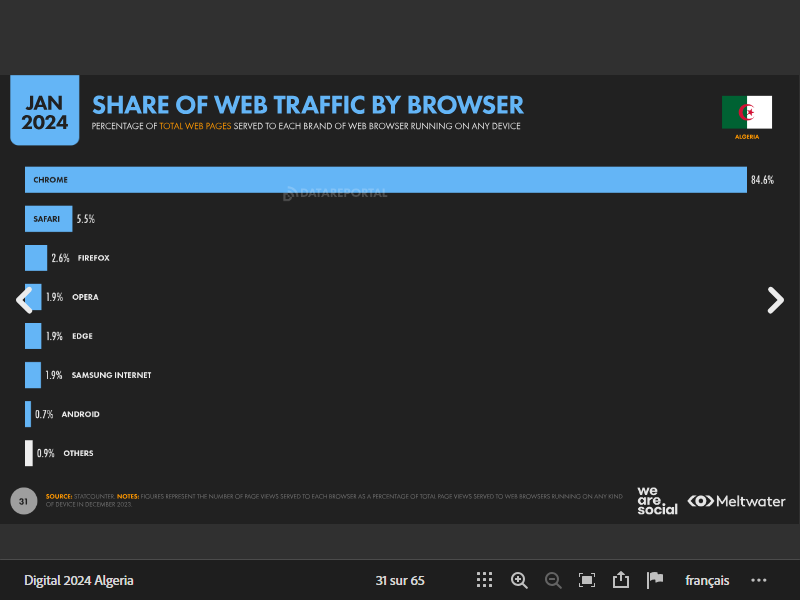 JAN
2024
SHARE OF WEB TRAFFIC BY BROWSER
PERCENTAGE OF TOTAL WEB PAGES SERVED TO EACH BRAND OF WEB BROWSER RUNNING ON ANY DEVICE
ALGERIA
CHROME 84.6%
DATAREPORTAL
SAFARI 5.5%
2.6% FIREFOX
1.9% OPERA
1.9% EDGE
1.9% SAMSUNG INTERNET
0.7% ANDROID
0.9% OTHERS
31
SOURCE: STATCOUNTER. NOTES: FIGURES REPRESENT THE NUMBER OF PAGE VIEWS SERVED TO EACH BROWSER AS A PERCENTAGE OF TOTAL PAGE VIEWS SERVED TO WEB BROWSERS RUNNING ON ANY KIND
OF DEVICE IN DECEMBER 2023.
we
are.
social
Meltwater
Digital 2024 Algeria
31 sur 65
français